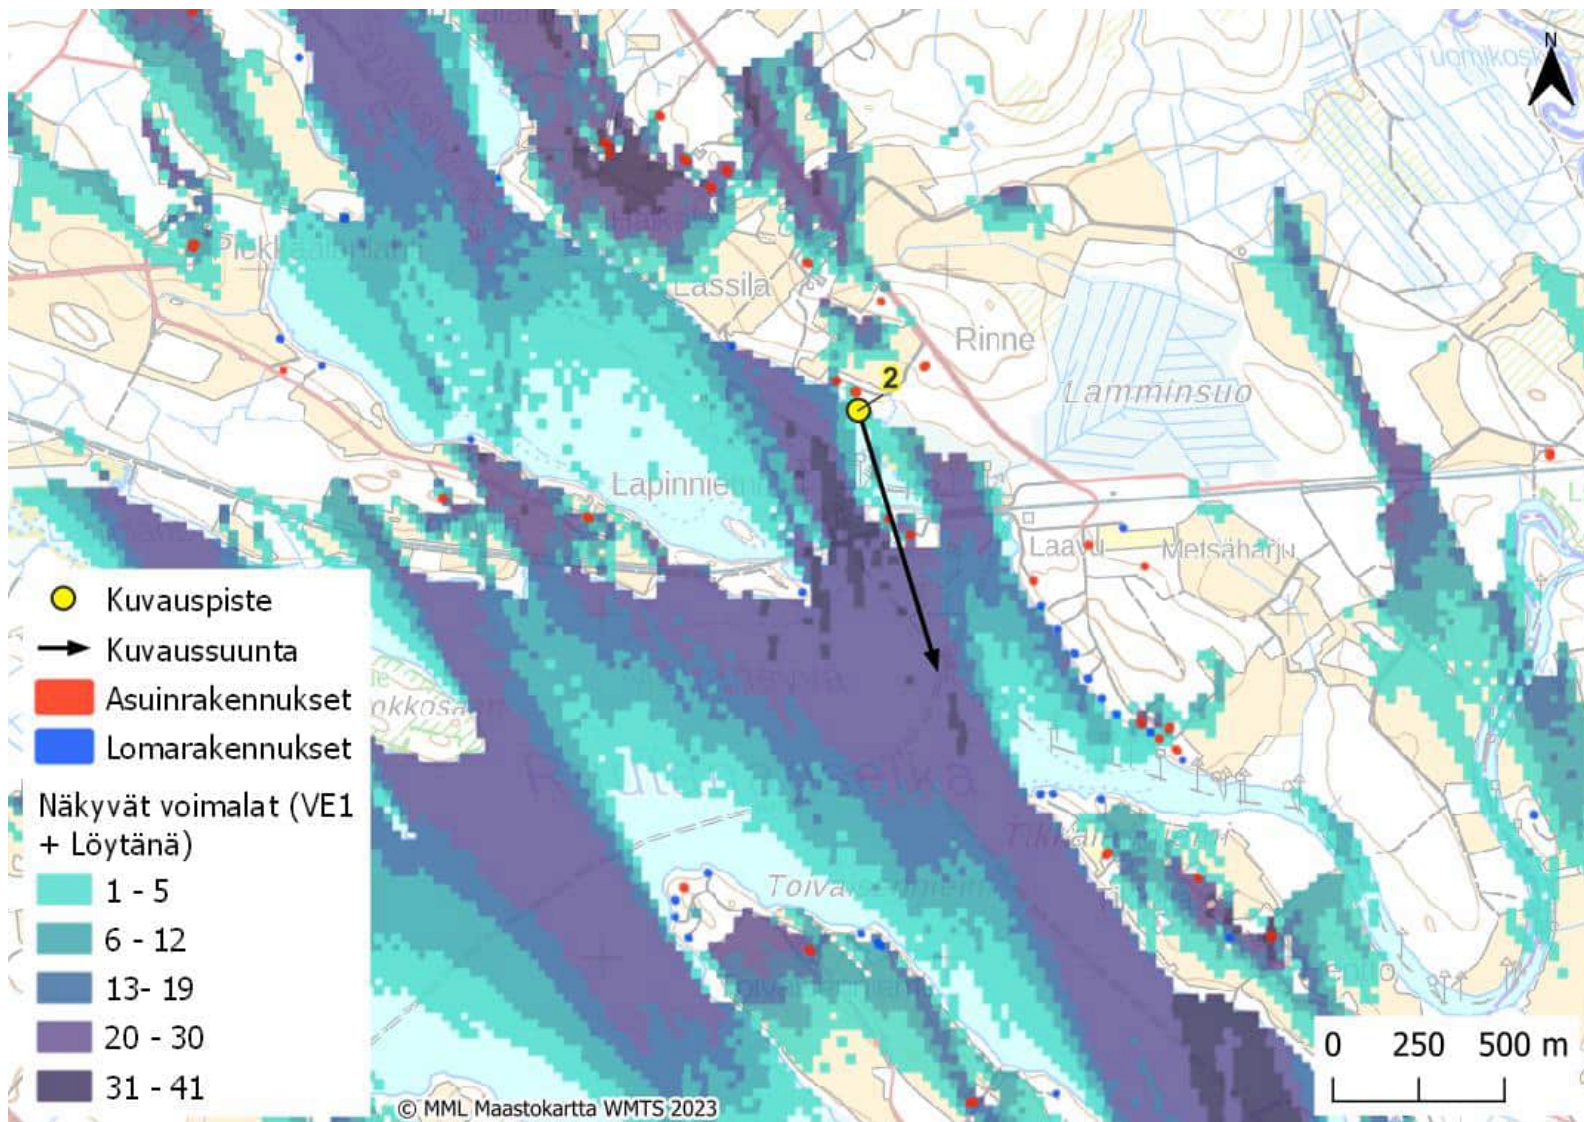 N
Tuomikoski
Lassila
Rinne
2
Lamminsuo
Lapinniemi
Laavu
Metsäharju
Kuvauspiste
Kuvaussuunta
Asuinrakennukset
Lomarakennukset
Näkyvät voimalat (VE1
+ Löytänä)
1 - 5
6 - 12
13- 19
20 - 30
31 - 41
0 250 500 m
© MML Maastokartta WMTS 2023